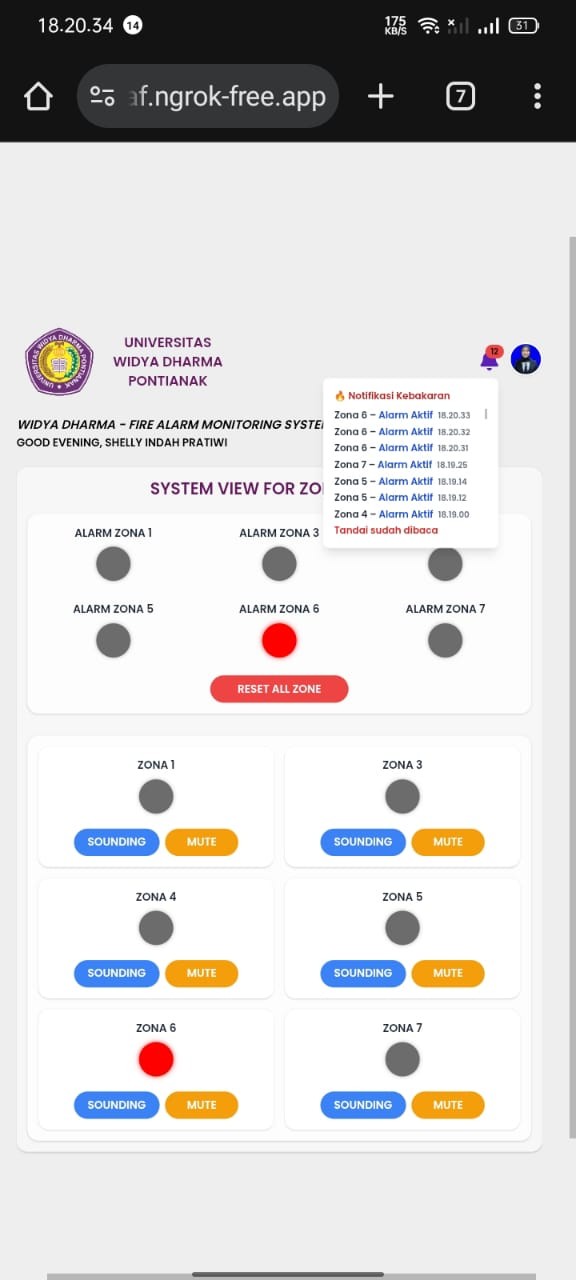 18.20.34 14
175
KB/S
31
af.ngrok-free.app
7
UNIVERSITAS
WIDYA DHARMA
PONTIANAK
12
🔥 Notifikasi Kebakaran
Zona 6 – Alarm Aktif 18.20.33
Zona 6 – Alarm Aktif 18.20.32
Zona 6 – Alarm Aktif 18.20.31
Zona 7 – Alarm Aktif 18.19.25
Zona 5 – Alarm Aktif 18.19.14
Zona 5 – Alarm Aktif 18.19.12
Zona 4 – Alarm Aktif 18.19.00
Tandai sudah dibaca
WIDYA DHARMA - FIRE ALARM MONITORING SYSTE
GOOD EVENING, SHELLY INDAH PRATIWI
SYSTEM VIEW FOR ZO
ALARM ZONA 1
ALARM ZONA 3
ALARM ZONA 5
ALARM ZONA 6
ALARM ZONA 7
RESET ALL ZONE
ZONA 1
SOUNDING MUTE
ZONA 3
SOUNDING MUTE
ZONA 4
SOUNDING MUTE
ZONA 5
SOUNDING MUTE
ZONA 6
SOUNDING MUTE
ZONA 7
SOUNDING MUTE